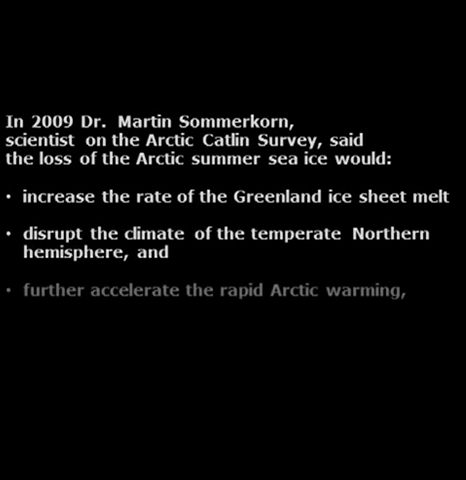 In 2009 Dr. Martin Sommerkorn,
scientist on the Arctic Catlin Survey, said
the loss of the Arctic summer sea ice would:
• increase the rate of the Greenland ice sheet melt
• disrupt the climate of the temperate Northern
hemisphere, and
• further accelerate the rapid Arctic warming,